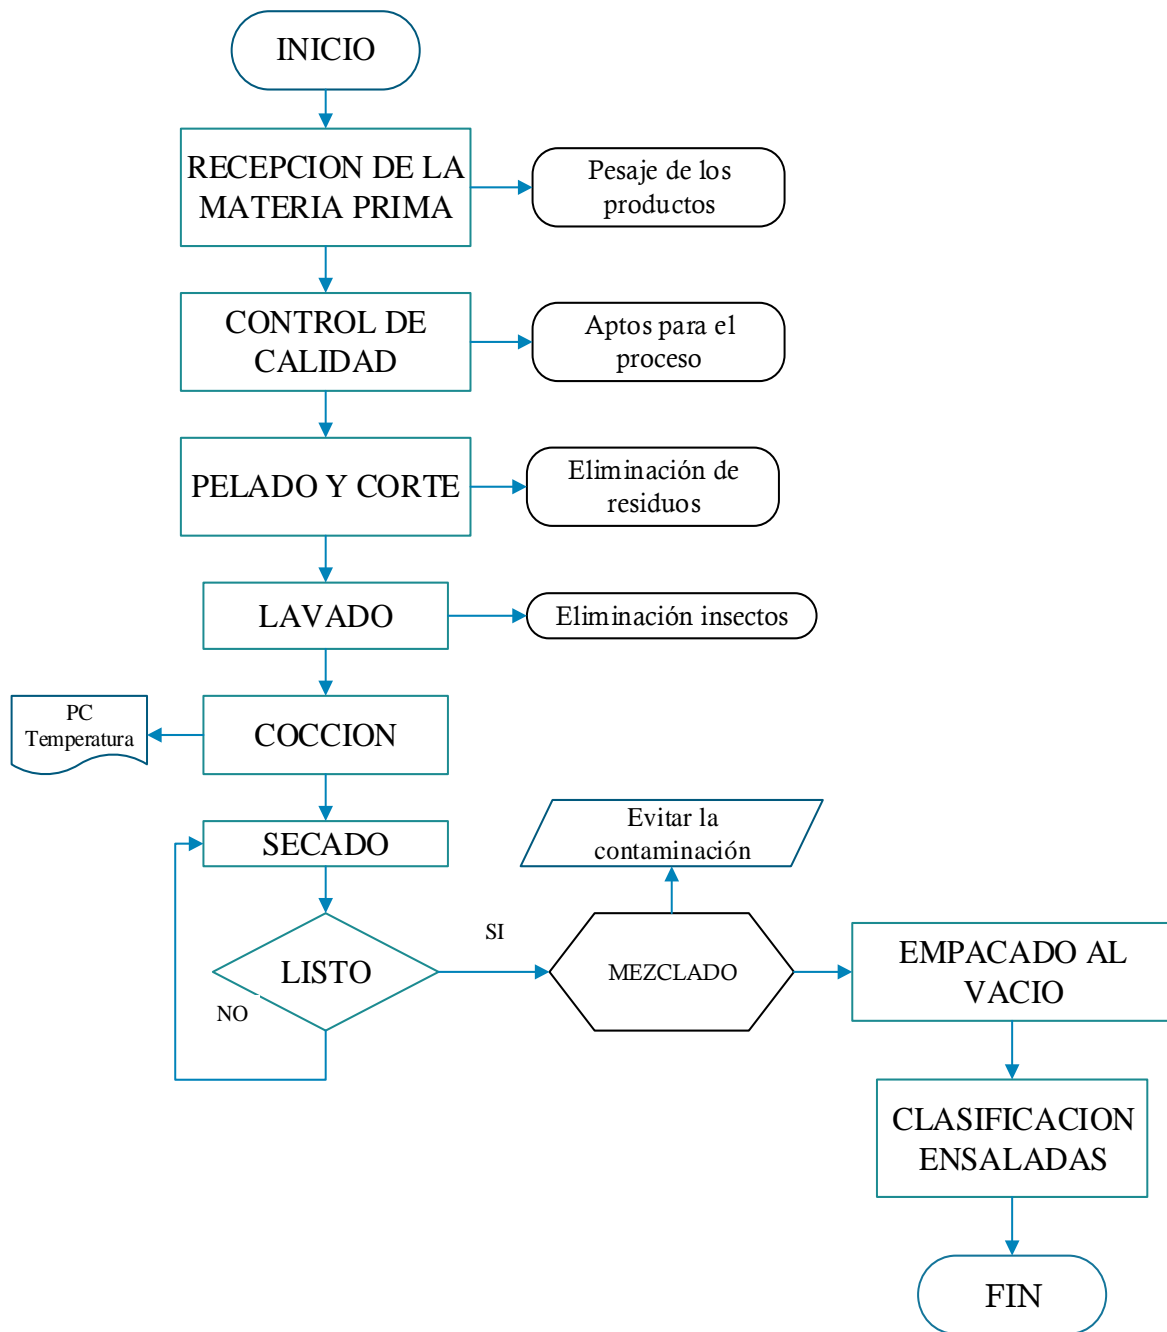 INICIO
RECEPCION DE LA
MATERIA PRIMA
Pesaje de los
productos
CONTROL DE
CALIDAD
Aptos para el
proceso
PELADO Y CORTE
Eliminación de
residuos
LAVADO
Eliminación insectos
PC
Temperatura
COCCION
SECADO
Evitar la
contaminación
LISTO
SI
NO
MEZCLADO
EMPACADO AL
VACIO
CLASIFICACION
ENSALADAS
FIN